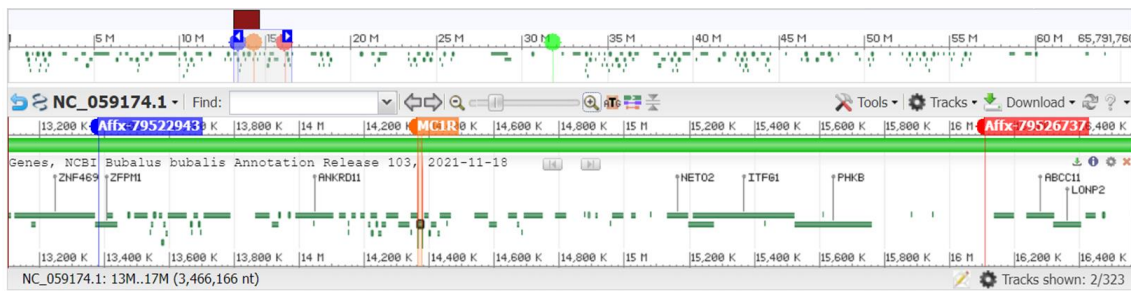 5 M 10 M 15 20 M 25 M 30 M 35 M 40 M 45 M 50 M 55 M 60 M 65,791,760
NC_059174.1 Find: Tools Tracks Download ?
13,200 K Affx-79522943 K 13,800 K 14 M 14,200 K MC1R K 14,600 K 14,800 K 15 M 15,200 K 15,400 K 15,600 K 15,800 K 16 M Affx-79526737 6,400 K
Genes, NCBI Bubalus bubalis Annotation Release 103, 2021-11-18
ZNF469 ZFPM1 ANKRD11 NETO2 ITFG1 PHKB ABCC11
LONP2
13,200 K 13,400 K 13,600 K 13,800 K 14 M 14,200 K 14,400 K 14,600 K 14,800 K 15 M 15,200 K 15,400 K 15,600 K 15,800 K 16 M 16,200 K 16,400 K
NC_059174.1: 13M..17M (3,466,166 nt) Tracks shown: 2/323